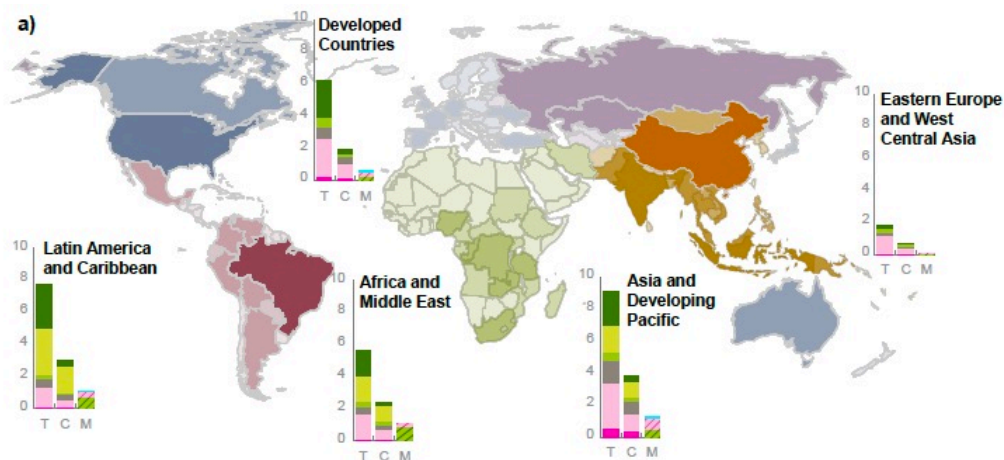 a)
10
8
6
4
2
0
Developed
Countries
T C M
10
8
6
4
2
0
Eastern Europe
and West
Central Asia
T C M
10
8
6
4
2
0
Latin America
and Caribbean
T C M
10
8
6
4
2
0
Africa and
Middle East
T C M
10
8
6
4
2
0
Asia and
Developing
Pacific
T C M